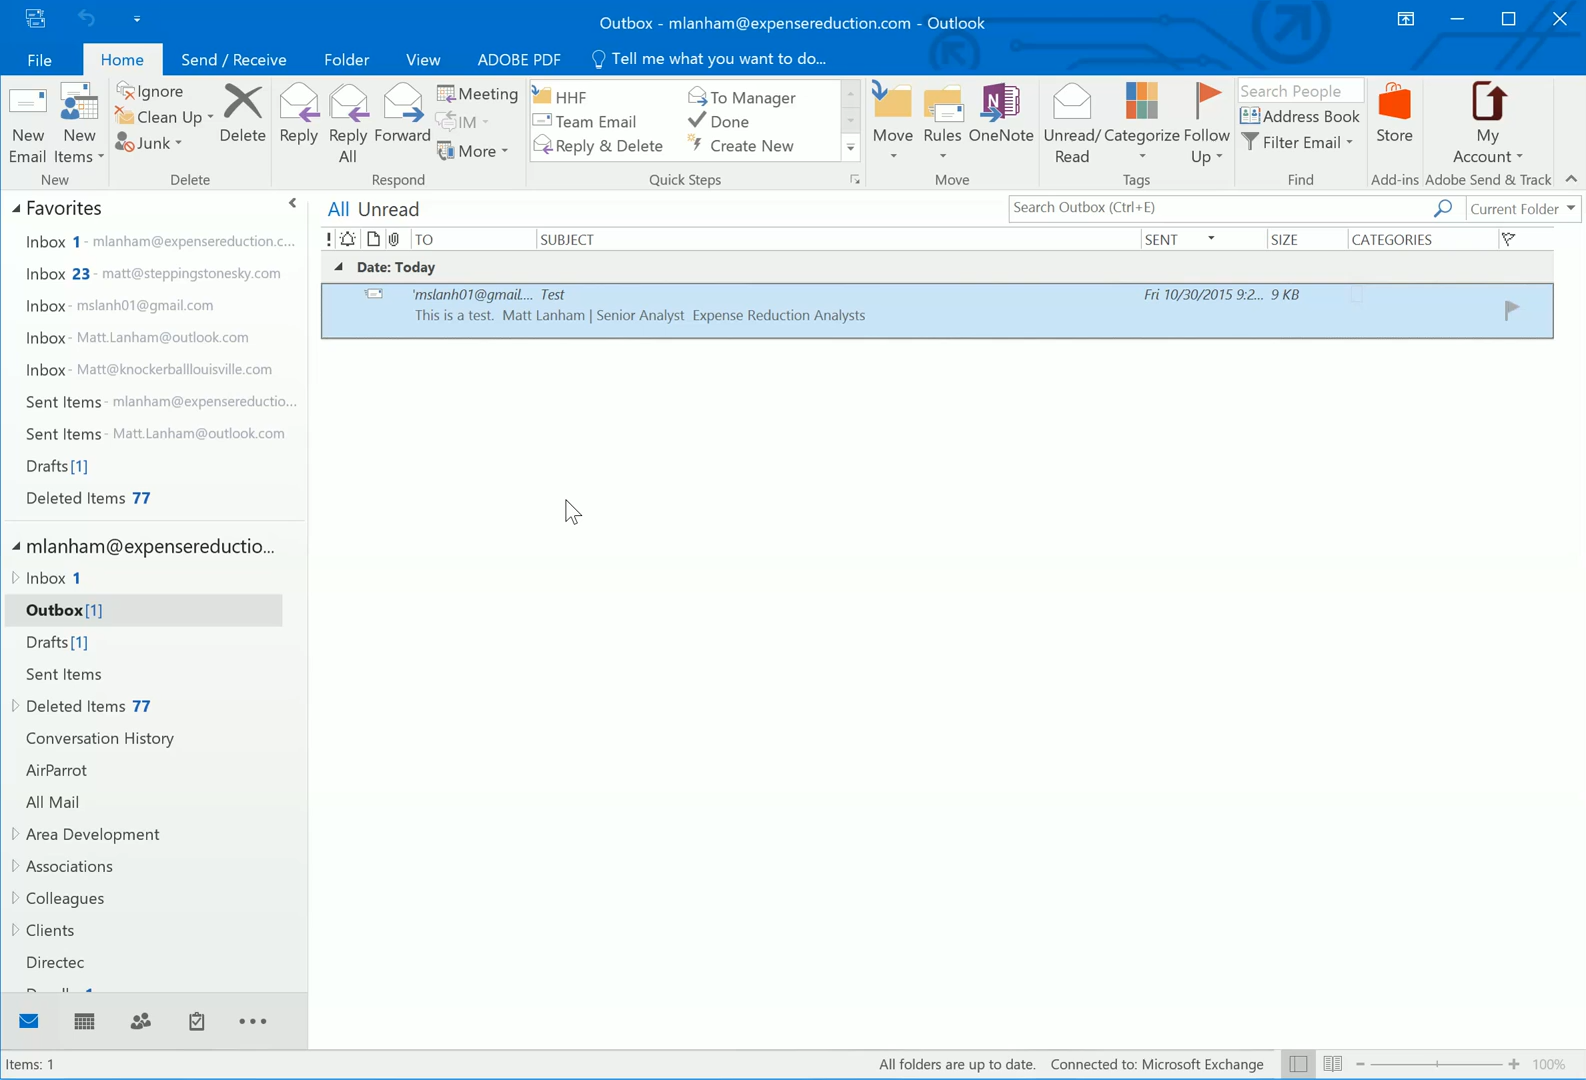 Outbox - mlanham@expensereduction.com - Outlook
File Home Send / Receive Folder View ADOBE PDF Tell me what you want to do...
New Email
New Items
New
Ignore
Clean Up
Junk
Delete
Delete
Reply
Reply All
Forward
Meeting
IM
More
Respond
HHF
Team Email
Reply & Delete
To Manager
Done
Create New
Quick Steps
Move
Rules
OneNote
Move
Unread/ Read
Categorize
Follow Up
Tags
Search People
Address Book
Filter Email
Find
Store
Add-ins
My Account
Adobe Send & Track
Favorites
Inbox 1 - mlanham@expensereduction.c...
Inbox 23 - matt@steppingstonesky.com
Inbox - mslanh01@gmail.com
Inbox - Matt.Lanham@outlook.com
Inbox - Matt@knockerballlouisville.com
Sent Items - mlanham@expensereductio...
Sent Items - Matt.Lanham@outlook.com
Drafts [1]
Deleted Items 77
mlanham@expensereductio...
Inbox 1
Outbox [1]
Drafts [1]
Sent Items
Deleted Items 77
Conversation History
AirParrot
All Mail
Area Development
Associations
Colleagues
Clients
Directec
All Unread
Search Outbox (Ctrl+E)
Current Folder
! TO SUBJECT SENT SIZE CATEGORIES
Date: Today
'mslanh01@gmail.... Test Fri 10/30/2015 9:2... 9 KB
This is a test. Matt Lanham | Senior Analyst Expense Reduction Analysts
Items: 1
All folders are up to date. Connected to: Microsoft Exchange 100%